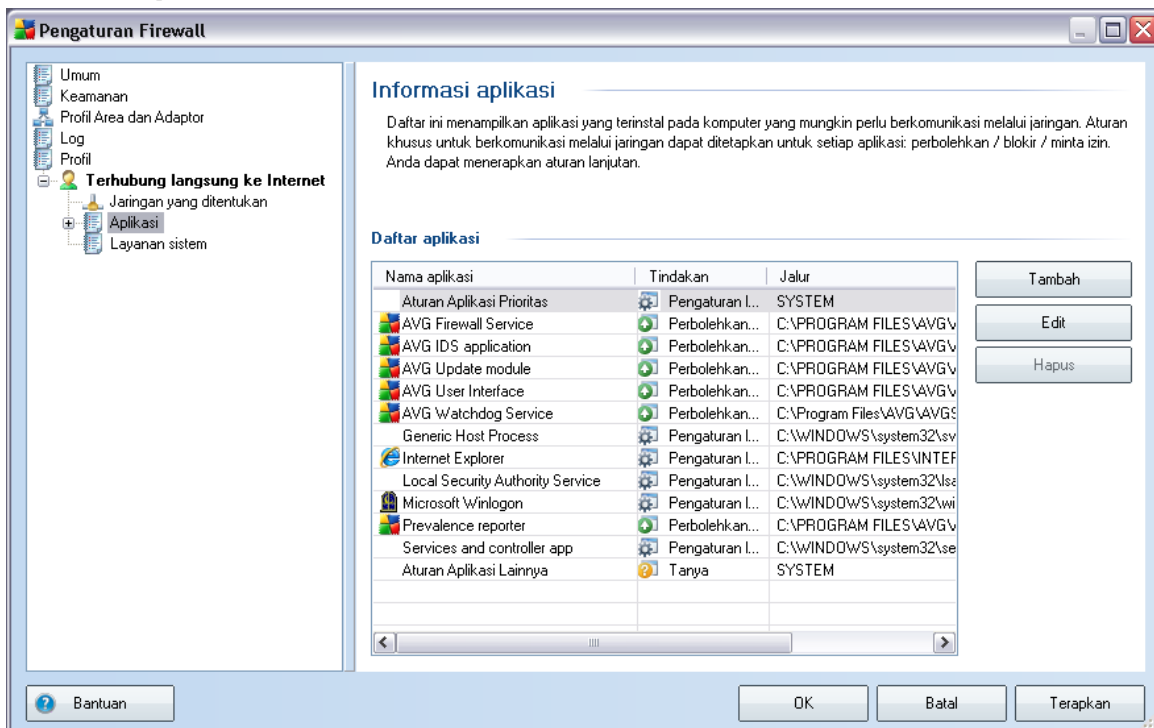 Pengaturan Firewall
Umum
Keamanan
Profil Area dan Adaptor
Log
Profil
Terhubung langsung ke Internet
Jaringan yang ditentukan
Aplikasi
Layanan sistem
Informasi aplikasi
Daftar ini menampilkan aplikasi yang terinstal pada komputer yang mungkin perlu berkomunikasi melalui jaringan. Aturan
khusus untuk berkomunikasi melalui jaringan dapat ditetapkan untuk setiap aplikasi: perbolehkan / blokir / minta izin.
Anda dapat menerapkan aturan lanjutan.
Daftar aplikasi
Nama aplikasi Tindakan Jalur
Aturan Aplikasi Prioritas Pengaturan l... SYSTEM
AVG Firewall Service Perbolehkan... C:\PROGRAM FILES\AVG\
AVG IDS application Perbolehkan... C:\PROGRAM FILES\AVG\
AVG Update module Perbolehkan... C:\PROGRAM FILES\AVG\
AVG User Interface Perbolehkan... C:\PROGRAM FILES\AVG\
AVG Watchdog Service Perbolehkan... C:\Program Files\AVG\AVG
Generic Host Process Pengaturan l... C:\WINDOWS\system32\sv
Internet Explorer Pengaturan l... C:\PROGRAM FILES\INTER
Local Security Authority Service Pengaturan l... C:\WINDOWS\system32\lsa
Microsoft Winlogon Pengaturan l... C:\WINDOWS\system32\wi
Prevalence reporter Perbolehkan... C:\PROGRAM FILES\AVG\
Services and controller app Pengaturan l... C:\WINDOWS\system32\se
Aturan Aplikasi Lainnya Tanya SYSTEM
Tambah
Edit
Hapus
Bantuan
OK
Batal
Terapkan